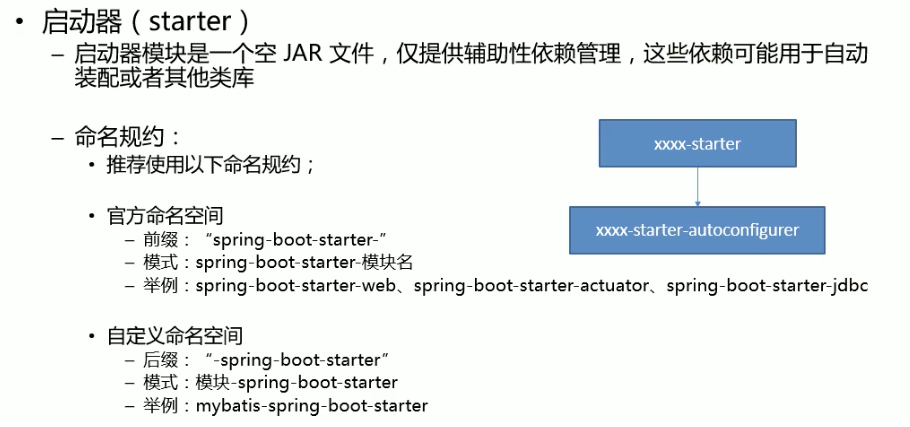 • 启动器（starter）
– 启动器模块是一个空 JAR 文件，仅提供辅助性依赖管理，这些依赖可能用于自动
装配或者其他类库
– 命名规约：
• 推荐使用以下命名规约；
• 官方命名空间
– 前缀：“spring-boot-starter-”
– 模式：spring-boot-starter-模块名
– 举例：spring-boot-starter-web、spring-boot-starter-actuator、spring-boot-starter-jdbc
• 自定义命名空间
– 后缀：“-spring-boot-starter”
– 模式：模块-spring-boot-starter
– 举例：mybatis-spring-boot-starter
xxxx-starter
xxxx-starter-autoconfigurer